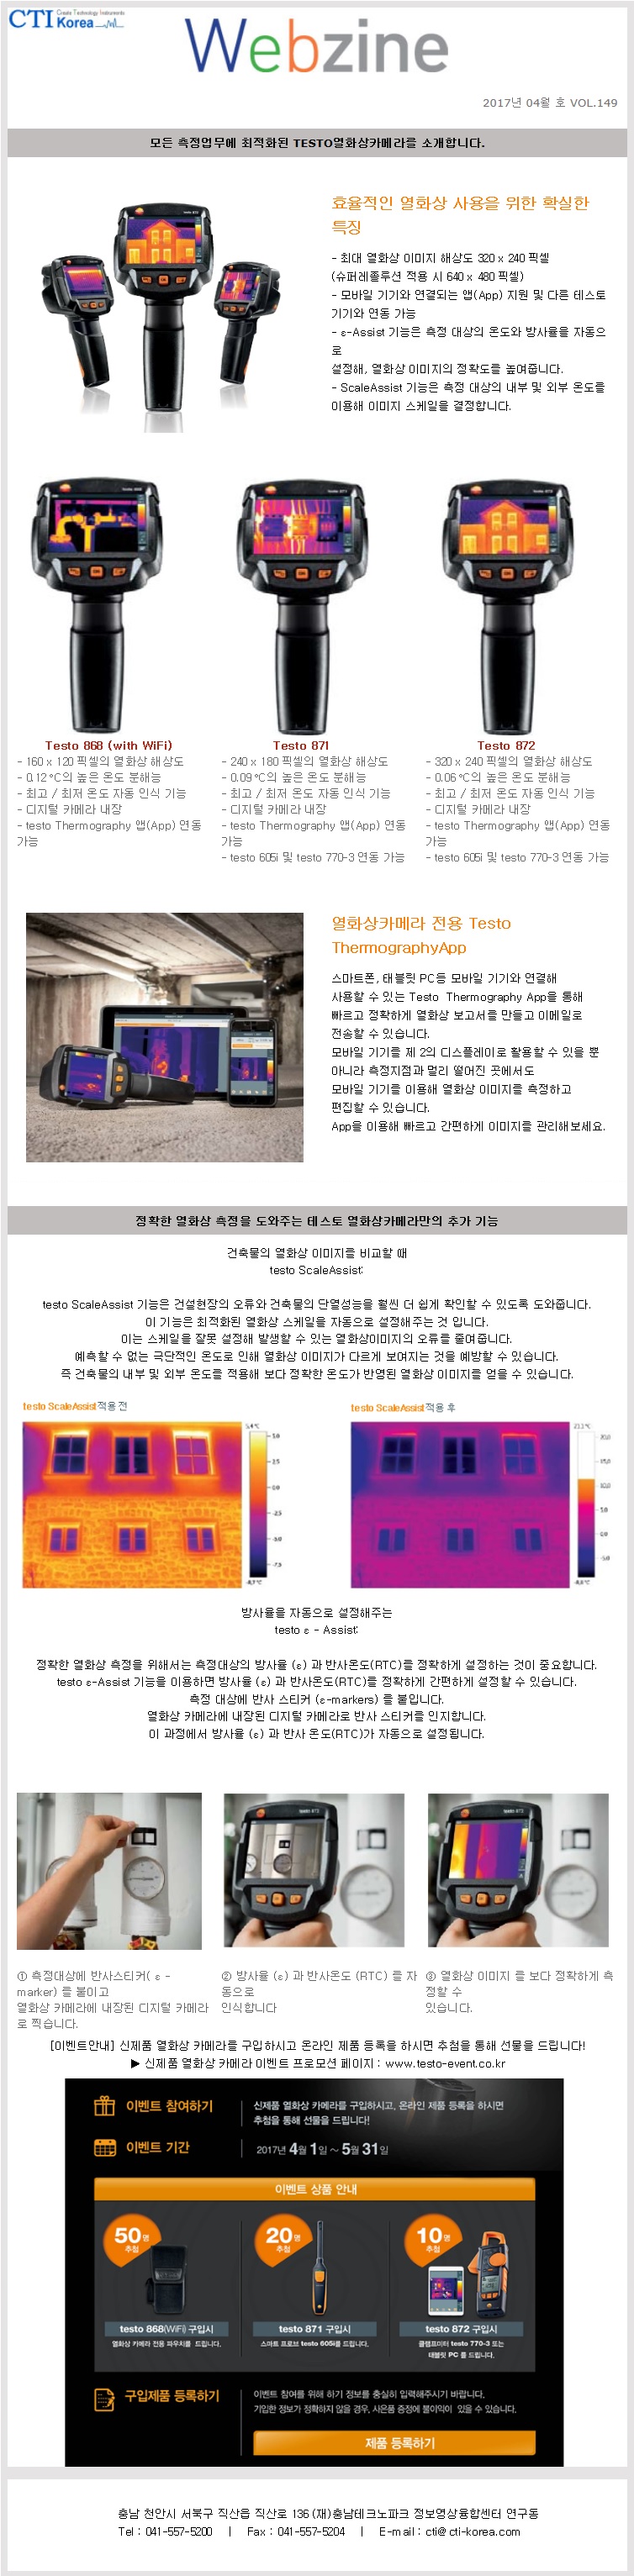 CTI Create Technology Instruments
Korea
Webzine
2017년 04월 호 VOL.149
모든 측정업무에 최적화된 TESTO열화상카메라를 소개합니다.
효율적인 열화상 사용을 위한 확실한
특징
- 최대 열화상 이미지 해상도 320 x 240 픽셀
(슈퍼레졸루션 적용 시 640 x 480 픽셀)
- 모바일 기기와 연결되는 앱(App) 지원 및 다른 테스토
기기와 연동 가능
- ε-Assist 기능은 측정 대상의 온도와 방사율을 자동으
로
설정해, 열화상 이미지의 정확도를 높여줍니다.
- ScaleAssist 기능은 측정 대상의 내부 및 외부 온도를
이용해 이미지 스케일을 결정합니다.
Testo 868 (with WiFi)
- 160 x 120 픽셀의 열화상 해상도
- 0.12 °C의 높은 온도 분해능
- 최고 / 최저 온도 자동 인식 기능
- 디지털 카메라 내장
- testo Thermography 앱(App) 연동
가능
Testo 871
- 240 x 180 픽셀의 열화상 해상도
- 0.09 °C의 높은 온도 분해능
- 최고 / 최저 온도 자동 인식 기능
- 디지털 카메라 내장
- testo Thermography 앱(App) 연동
가능
- testo 605i 및 testo 770-3 연동 가능
Testo 872
- 320 x 240 픽셀의 열화상 해상도
- 0.06 °C의 높은 온도 분해능
- 최고 / 최저 온도 자동 인식 기능
- 디지털 카메라 내장
- testo Thermography 앱(App) 연동
가능
- testo 605i 및 testo 770-3 연동 가능
열화상카메라 전용 Testo
ThermographyApp
스마트폰, 태블릿 PC등 모바일 기기와 연결해
사용할 수 있는 Testo Thermography App을 통해
빠르고 정확하게 열화상 보고서를 만들고 이메일로
전송할 수 있습니다.
모바일 기기를 제 2의 디스플레이로 활용할 수 있을 뿐
아니라 측정지점과 멀리 떨어진 곳에서도
모바일 기기를 이용해 열화상 이미지를 측정하고
편집할 수 있습니다.
App을 이용해 빠르고 간편하게 이미지를 관리해보세요.
정확한 열화상 측정을 도와주는 테스토 열화상카메라만의 추가 기능
건축물의 열화상 이미지를 비교할 때
testo ScaleAssist:
testo ScaleAssist 기능은 건설현장의 오류와 건축물의 단열성능을 훨씬 더 쉽게 확인할 수 있도록 도와줍니다.
이 기능은 최적화된 열화상 스케일을 자동으로 설정해주는 것 입니다.
이는 스케일을 잘못 설정해 발생할 수 있는 열화상이미지의 오류를 줄여줍니다.
예측할 수 없는 극단적인 온도로 인해 열화상 이미지가 다르게 보여지는 것을 예방할 수 있습니다.
즉 건축물의 내부 및 외부 온도를 적용해 보다 정확한 온도가 반영된 열화상 이미지를 얻을 수 있습니다.
testo ScaleAssist 적용 전
testo ScaleAssist 적용 후
방사율을 자동으로 설정해주는
testo ε - Assist:
정확한 열화상 측정을 위해서는 측정대상의 방사율 (ε) 과 반사온도(RTC)를 정확하게 설정하는 것이 중요합니다.
testo ε-Assist 기능을 이용하면 방사율 (ε) 과 반사온도(RTC)를 정확하게 간편하게 설정할 수 있습니다.
측정 대상에 반사 스티커 (ε-markers) 를 붙입니다.
열화상 카메라에 내장된 디지털 카메라로 반사 스티커를 인지합니다.
이 과정에서 방사율 (ε) 과 반사 온도(RTC)가 자동으로 설정됩니다.
① 측정대상에 반사스티커( ε -
marker) 를 붙이고
열화상 카메라에 내장된 디지털 카메라
로 찍습니다.
② 방사율 (ε) 과 반사온도 (RTC) 를 자
동으로
인식합니다
③ 열화상 이미지 를 보다 정확하게 측
정할 수
있습니다.
[이벤트안내] 신제품 열화상 카메라를 구입하시고 온라인 제품 등록을 하시면 추첨을 통해 선물을 드립니다!
▶ 신제품 열화상 카메라 이벤트 프로모션 페이지 : www.testo-event.co.kr
이벤트 참여하기
신제품 열화상 카메라를 구입하시고, 온라인 제품 등록을 하시면
추첨을 통해 선물을 드립니다!
이벤트 기간
2017년 4월 1일 ~ 5월 31일
이벤트 상품 안내
50명
추첨
testo 868(WiFi) 구입시
열화상 카메라 전용 파우치를 드립니다.
20명
추첨
testo 871 구입시
스마트 프로브 testo 605i를 드립니다.
10명
추첨
testo 872 구입시
클램프미터 testo 770-3 또는
태블릿 PC 를 드립니다.
구입제품 등록하기
이벤트 참여를 위해 하기 정보를 충실히 입력해주시기 바랍니다.
기입한 정보가 정확하지 않을 경우, 사은품 증정에 불이익이 있을 수 있습니다.
제품 등록하기
충남 천안시 서북구 직산읍 직산로 136 (재)충남테크노파크 정보영상융합센터 연구동
Tel : 041-557-5200 | Fax : 041-557-5204 | E-mail : cti@cti-korea.com